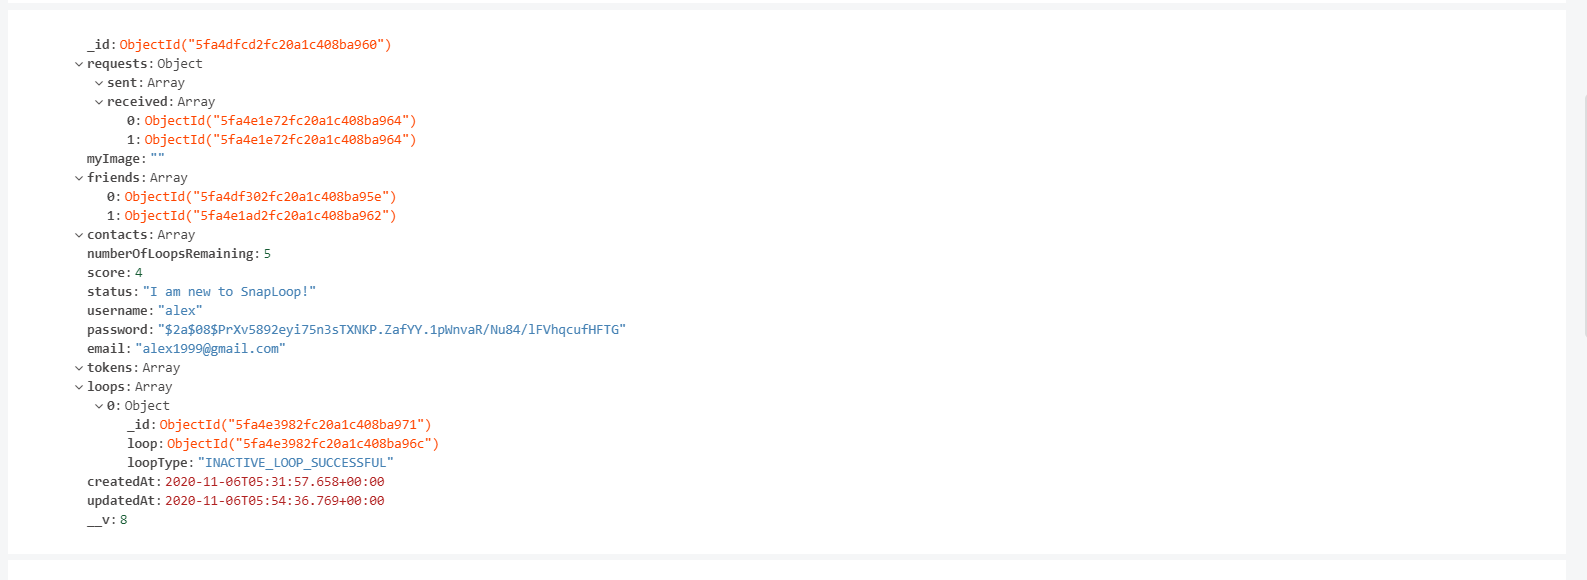 _id: ObjectId("5fa4dfcd2fc20a1c408ba960")
requests: Object
sent: Array
received: Array
0: ObjectId("5fa4e1e72fc20a1c408ba964")
1: ObjectId("5fa4e1e72fc20a1c408ba964")
myImage: ""
friends: Array
0: ObjectId("5fa4df302fc20a1c408ba95e")
1: ObjectId("5fa4e1ad2fc20a1c408ba962")
contacts: Array
numberOfLoopsRemaining: 5
score: 4
status: "I am new to SnapLoop!"
username: "alex"
password: "$2a$08$PrXv5892eyi75n3sTXNKP.ZafYY.1pWnvaR/Nu84/lFVhqcufHFTG"
email: "alex1999@gmail.com"
tokens: Array
loops: Array
0: Object
_id: ObjectId("5fa4e3982fc20a1c408ba971")
loop: ObjectId("5fa4e3982fc20a1c408ba96c")
loopType: "INACTIVE_LOOP_SUCCESSFUL"
createdAt: 2020-11-06T05:31:57.658+00:00
updatedAt: 2020-11-06T05:54:36.769+00:00
__v: 8